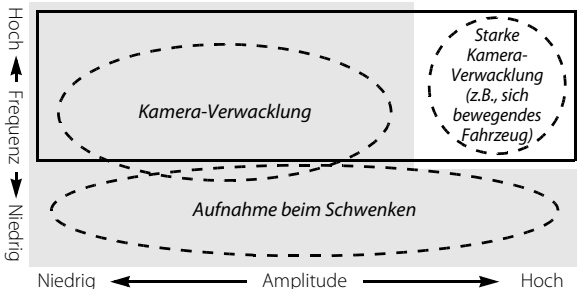 Hoch
Frequenz
Niedrig
Kamera-Verwacklung
Starke
Kamera-
Verwacklung
(z.B., sich
bewegendes
Fahrzeug)
Aufnahme beim Schwenken
Niedrig
Amplitude
Hoch